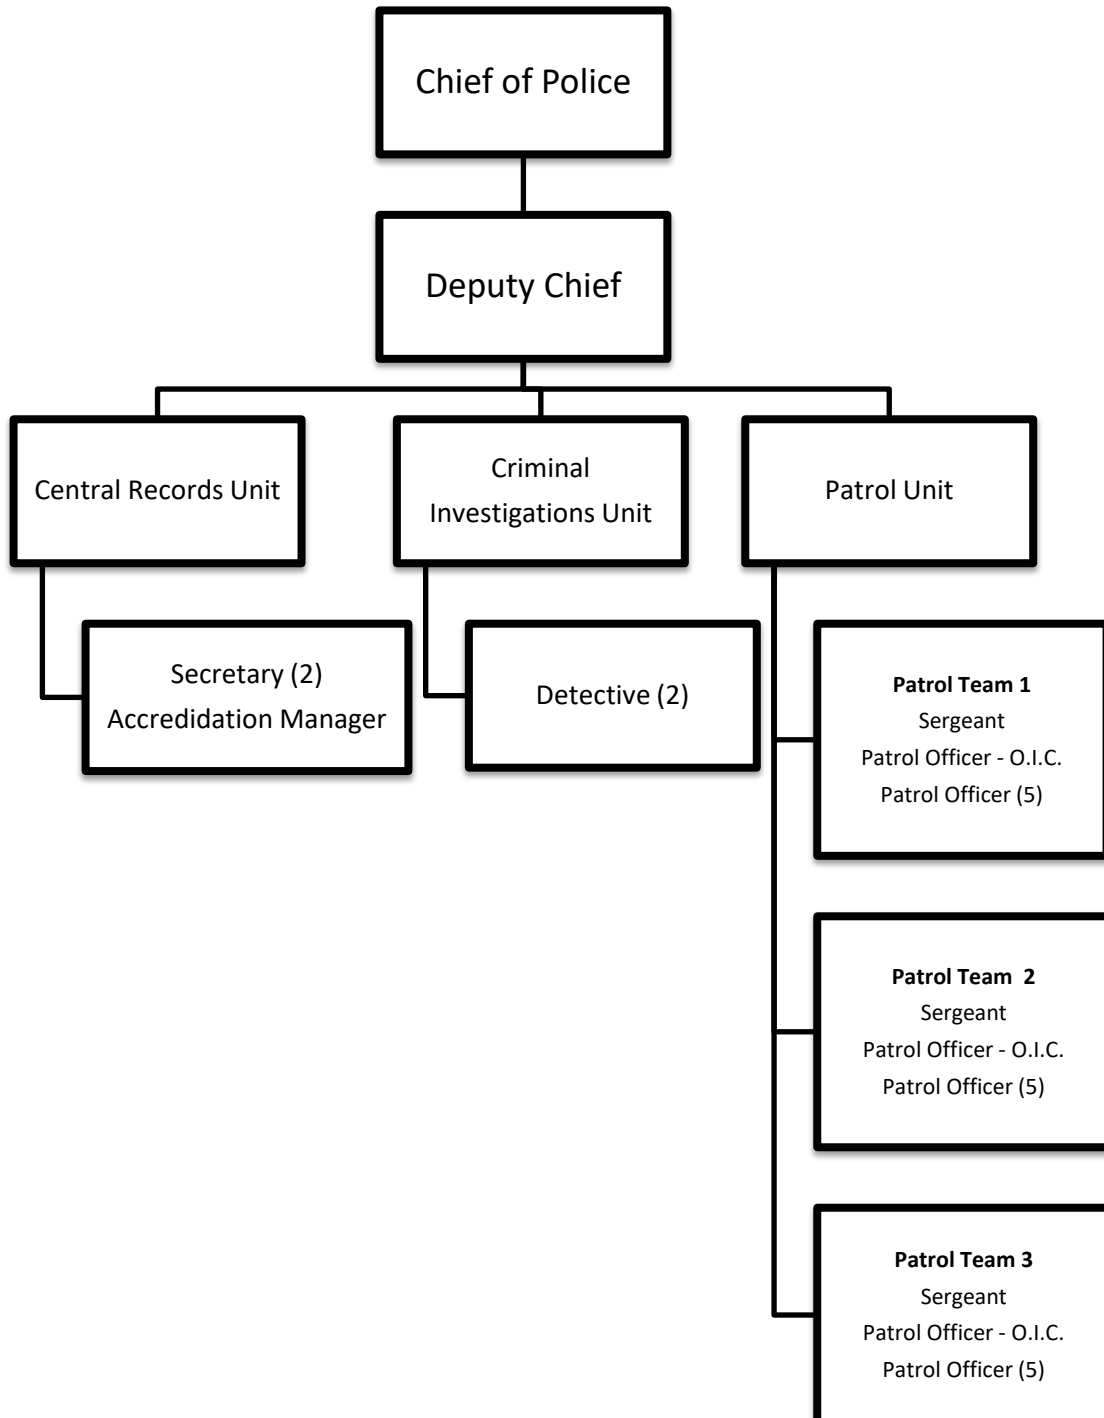 Chief of Police
Deputy Chief
Central Records Unit
Criminal
Investigations Unit
Patrol Unit
Secretary (2)
Accredidation Manager
Detective (2)
Patrol Team 1
Sergeant
Patrol Officer - O.I.C.
Patrol Officer (5)
Patrol Team  2
Sergeant
Patrol Officer - O.I.C.
Patrol Officer (5)
Patrol Team 3
Sergeant
Patrol Officer - O.I.C.
Patrol Officer (5)